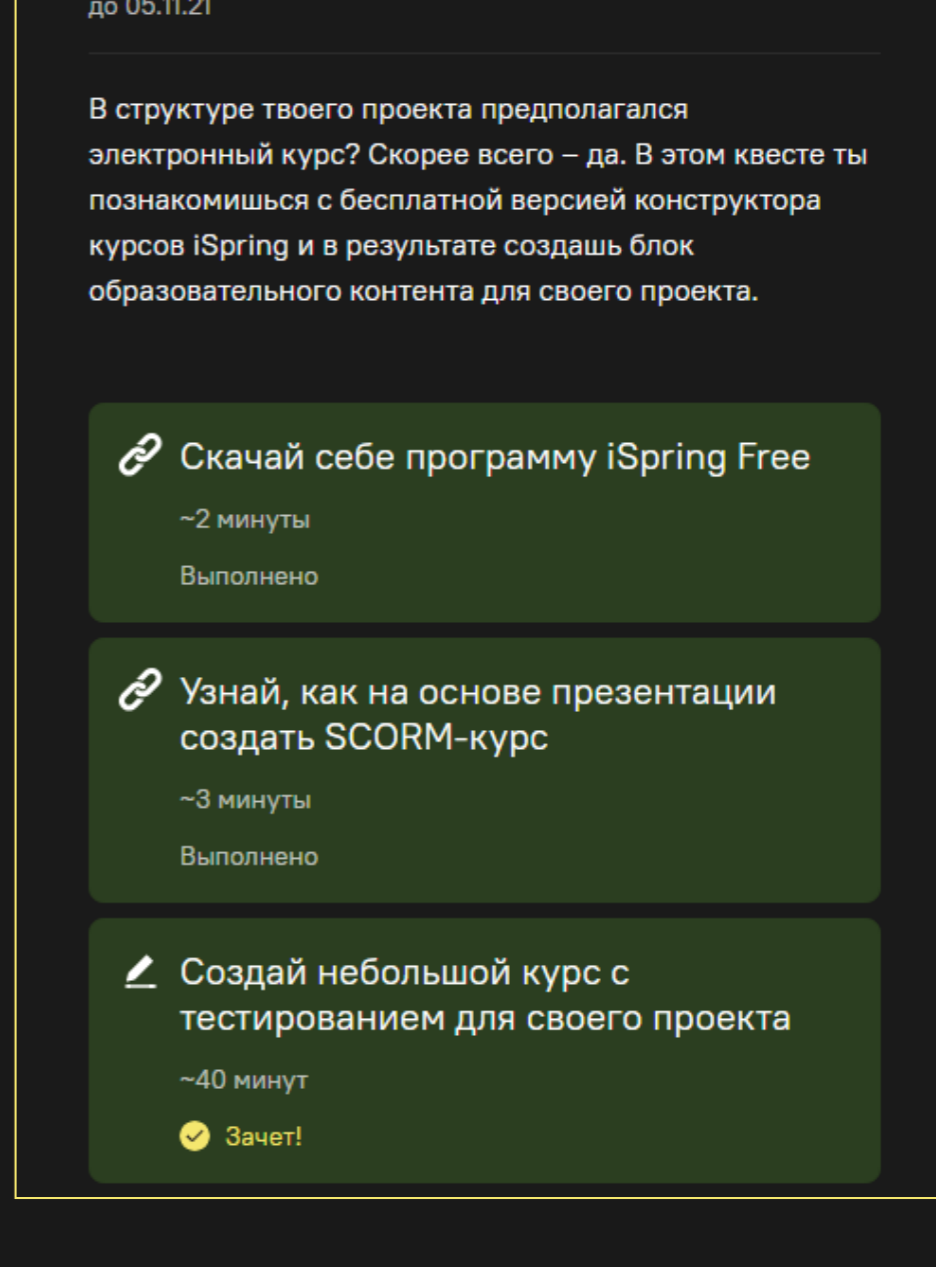 до 05.11.21
В структуре твоего проекта предполагался
электронный курс? Скорее всего – да. В этом квесте ты
познакомишься с бесплатной версией конструктора
курсов iSpring и в результате создашь блок
образовательного контента для своего проекта.
Скачай себе программу iSpring Free
~2 минуты
Выполнено
Узнай, как на основе презентации
создать SCORM-курс
~3 минуты
Выполнено
Создай небольшой курс с
тестированием для своего проекта
~40 минут
Зачет!